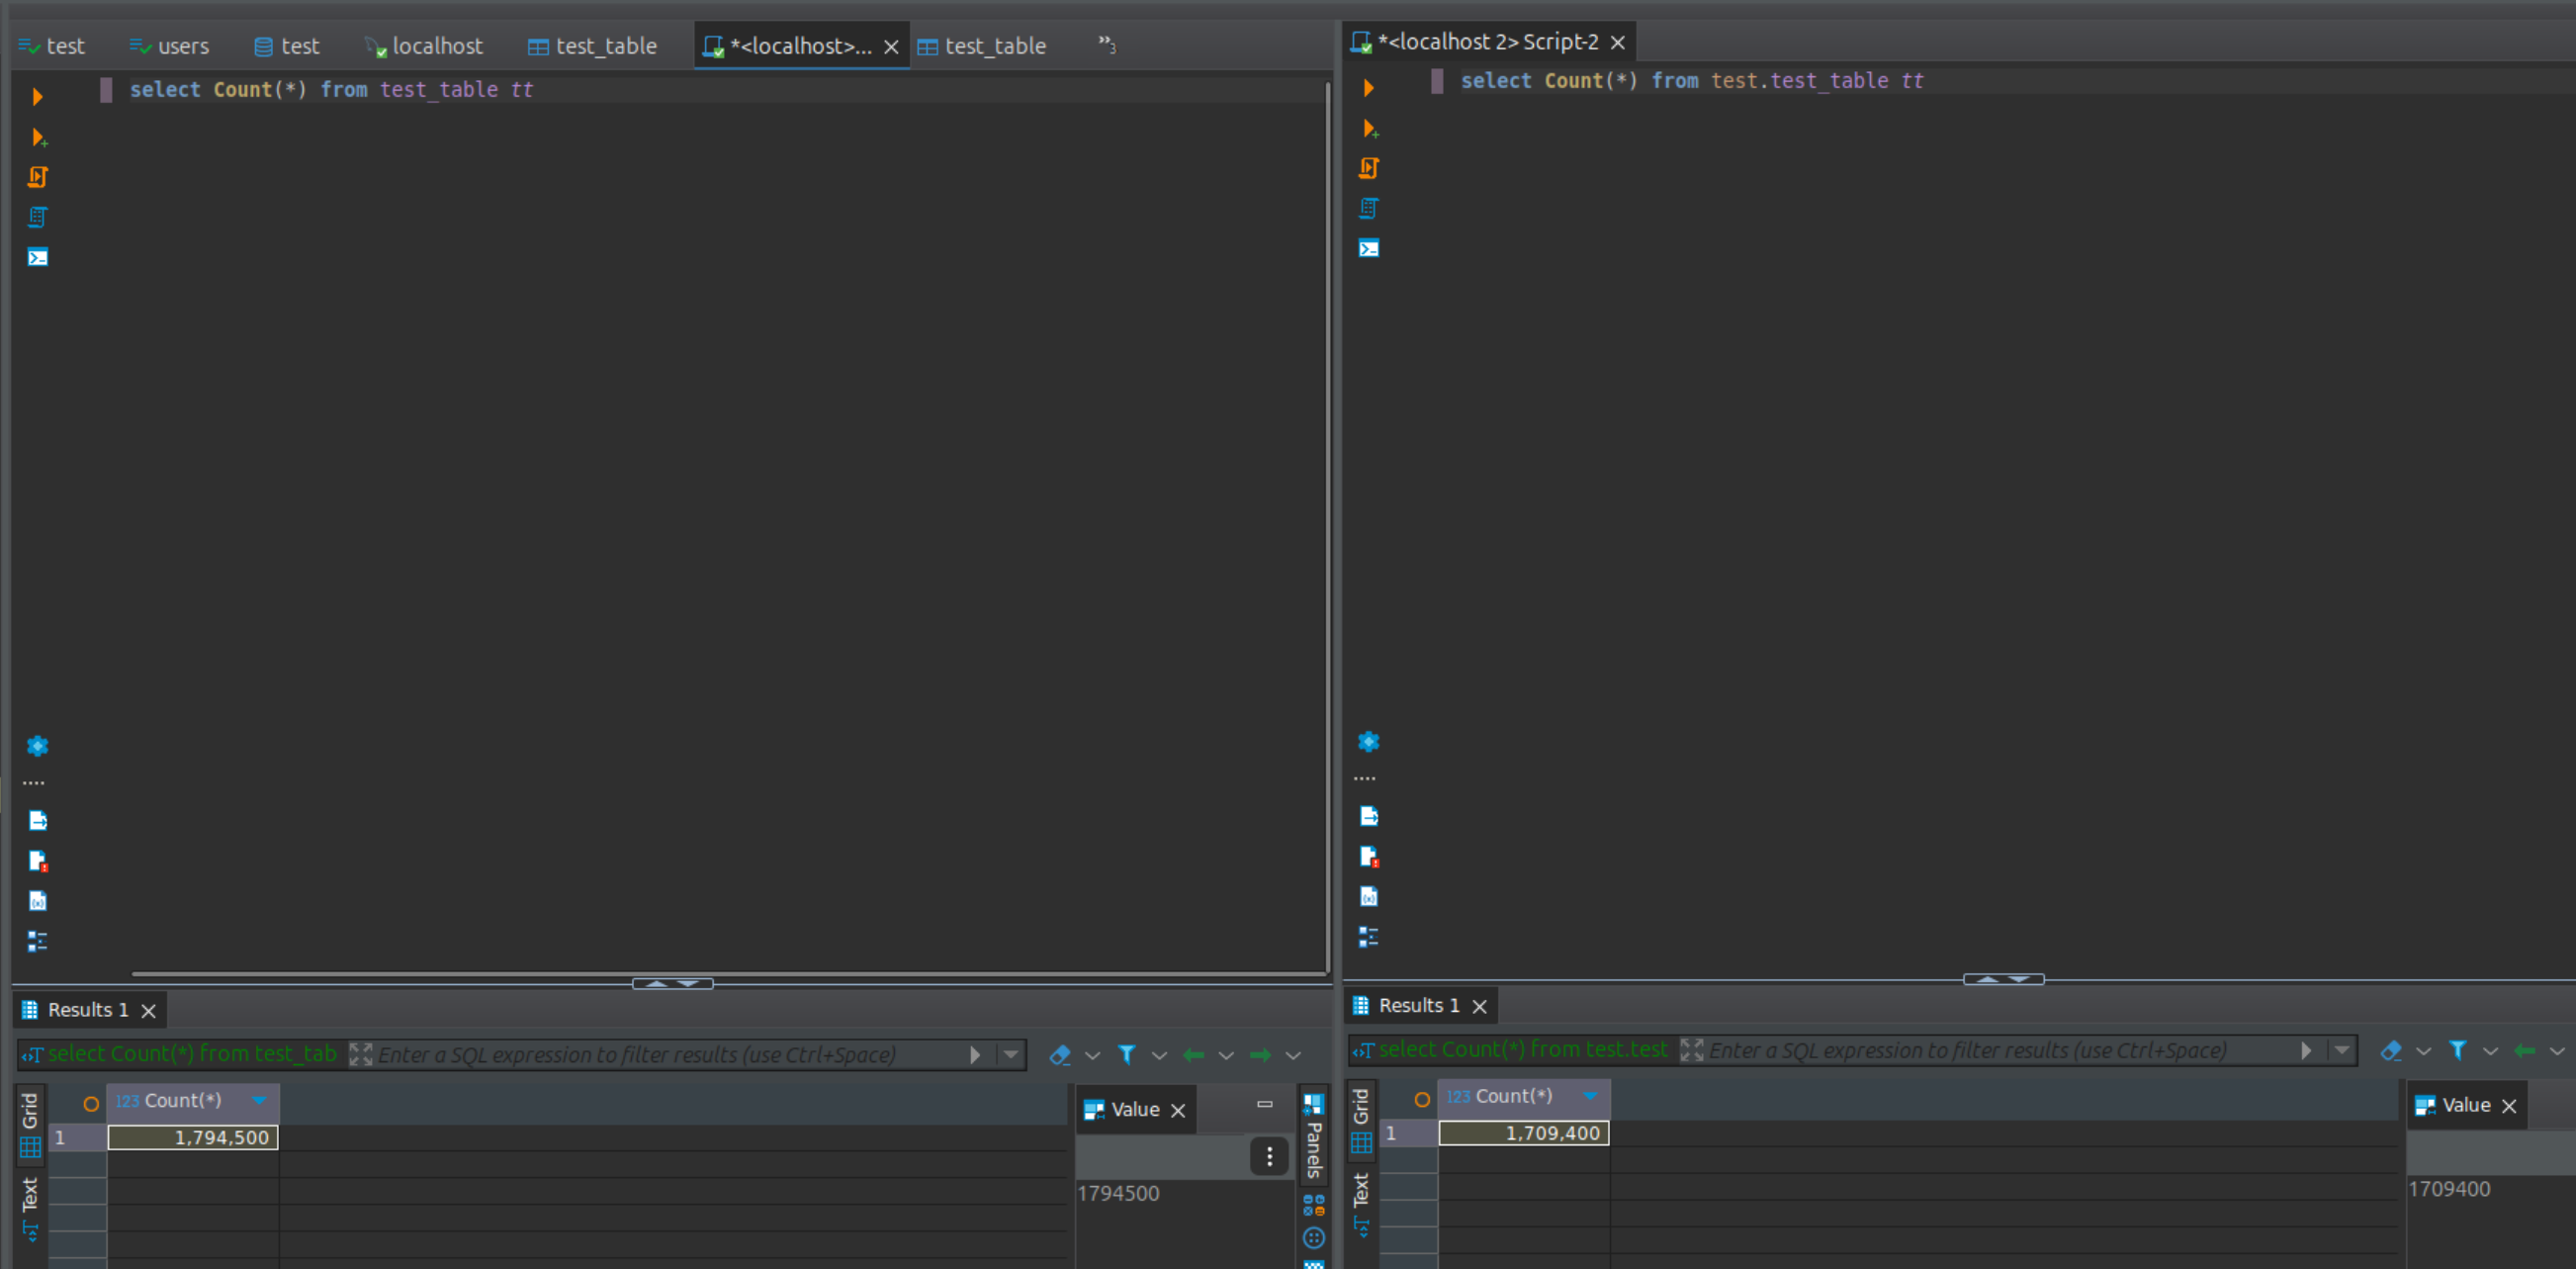 test users test localhost test_table *<localhost>... test_table »3
select Count(*) from test_table tt
Results 1
select Count(*) from test_tab Enter a SQL expression to filter results (use Ctrl+Space)
Grid
Text
123 Count(*)
1 1,794,500
Value
1794500
Panels
*<localhost 2> Script-2
select Count(*) from test.test_table tt
Results 1
select Count(*) from test.test Enter a SQL expression to filter results (use Ctrl+Space)
Grid
Text
123 Count(*)
1 1,709,400
Value
1709400